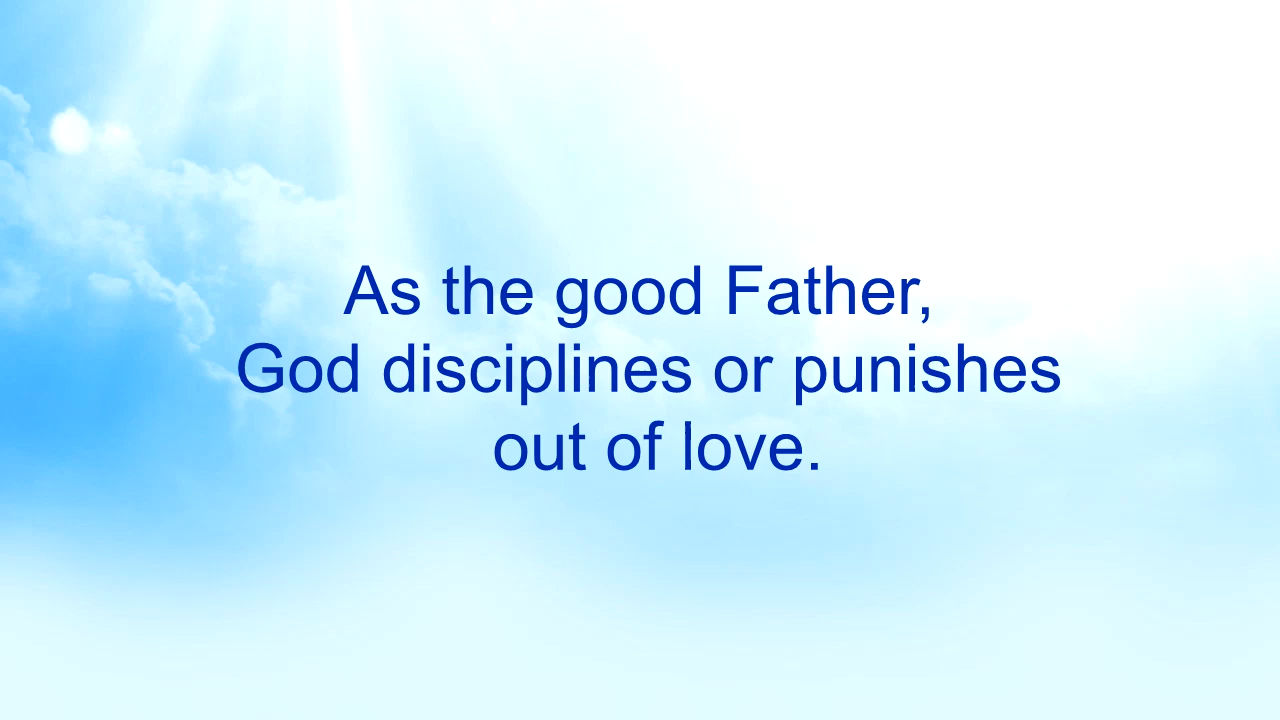 As the good Father,
God disciplines or punishes
out of love.